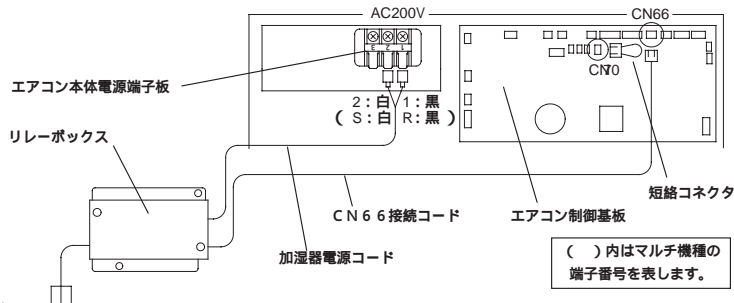 AC200V
CN66
3 2 1
CN70
エアコン本体電源端子板
2：白 1：黒
( S：白 R：黒 )
リレーボックス
短絡コネクタ
CN66接続コード
エアコン制御基板
加湿器電源コード
( )内はマルチ機種の
端子番号を表します。